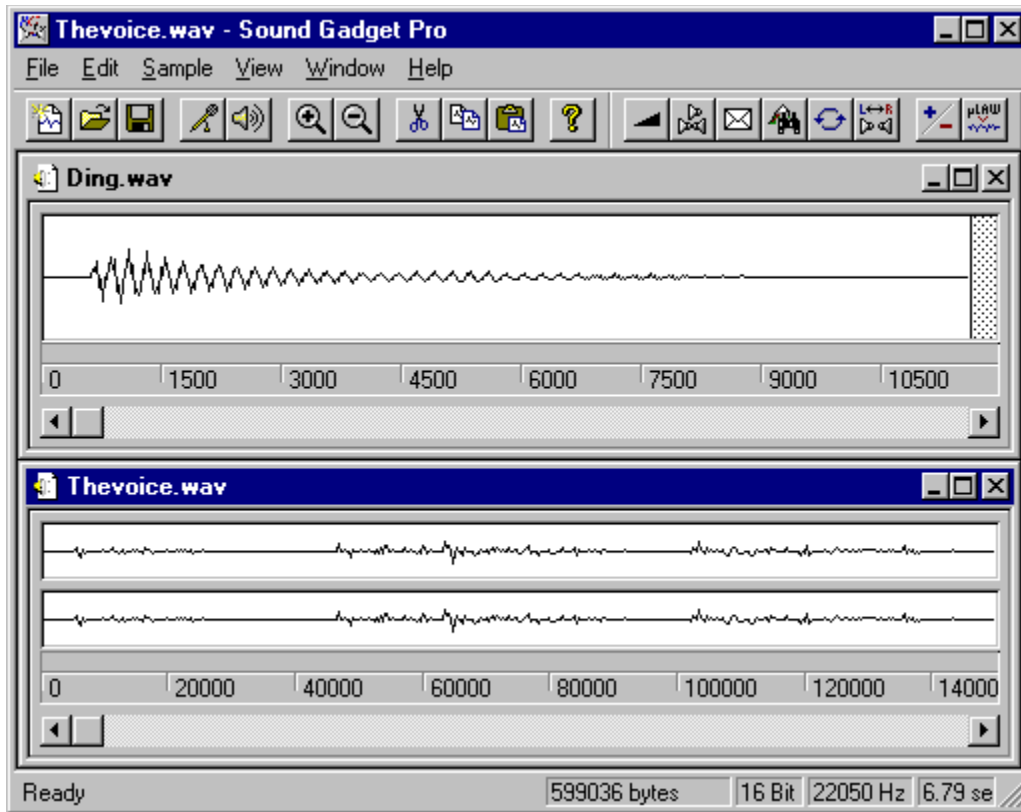 Thevoice.wav - Sound Gadget Pro
File Edit Sample View Window Help
L R
µLAW
Ding.wav
0 1500 3000 4500 6000 7500 9000 10500
Thevoice.wav
0 20000 40000 60000 80000 100000 120000 14000
Ready 599036 bytes 16 Bit 22050 Hz 6.79 se